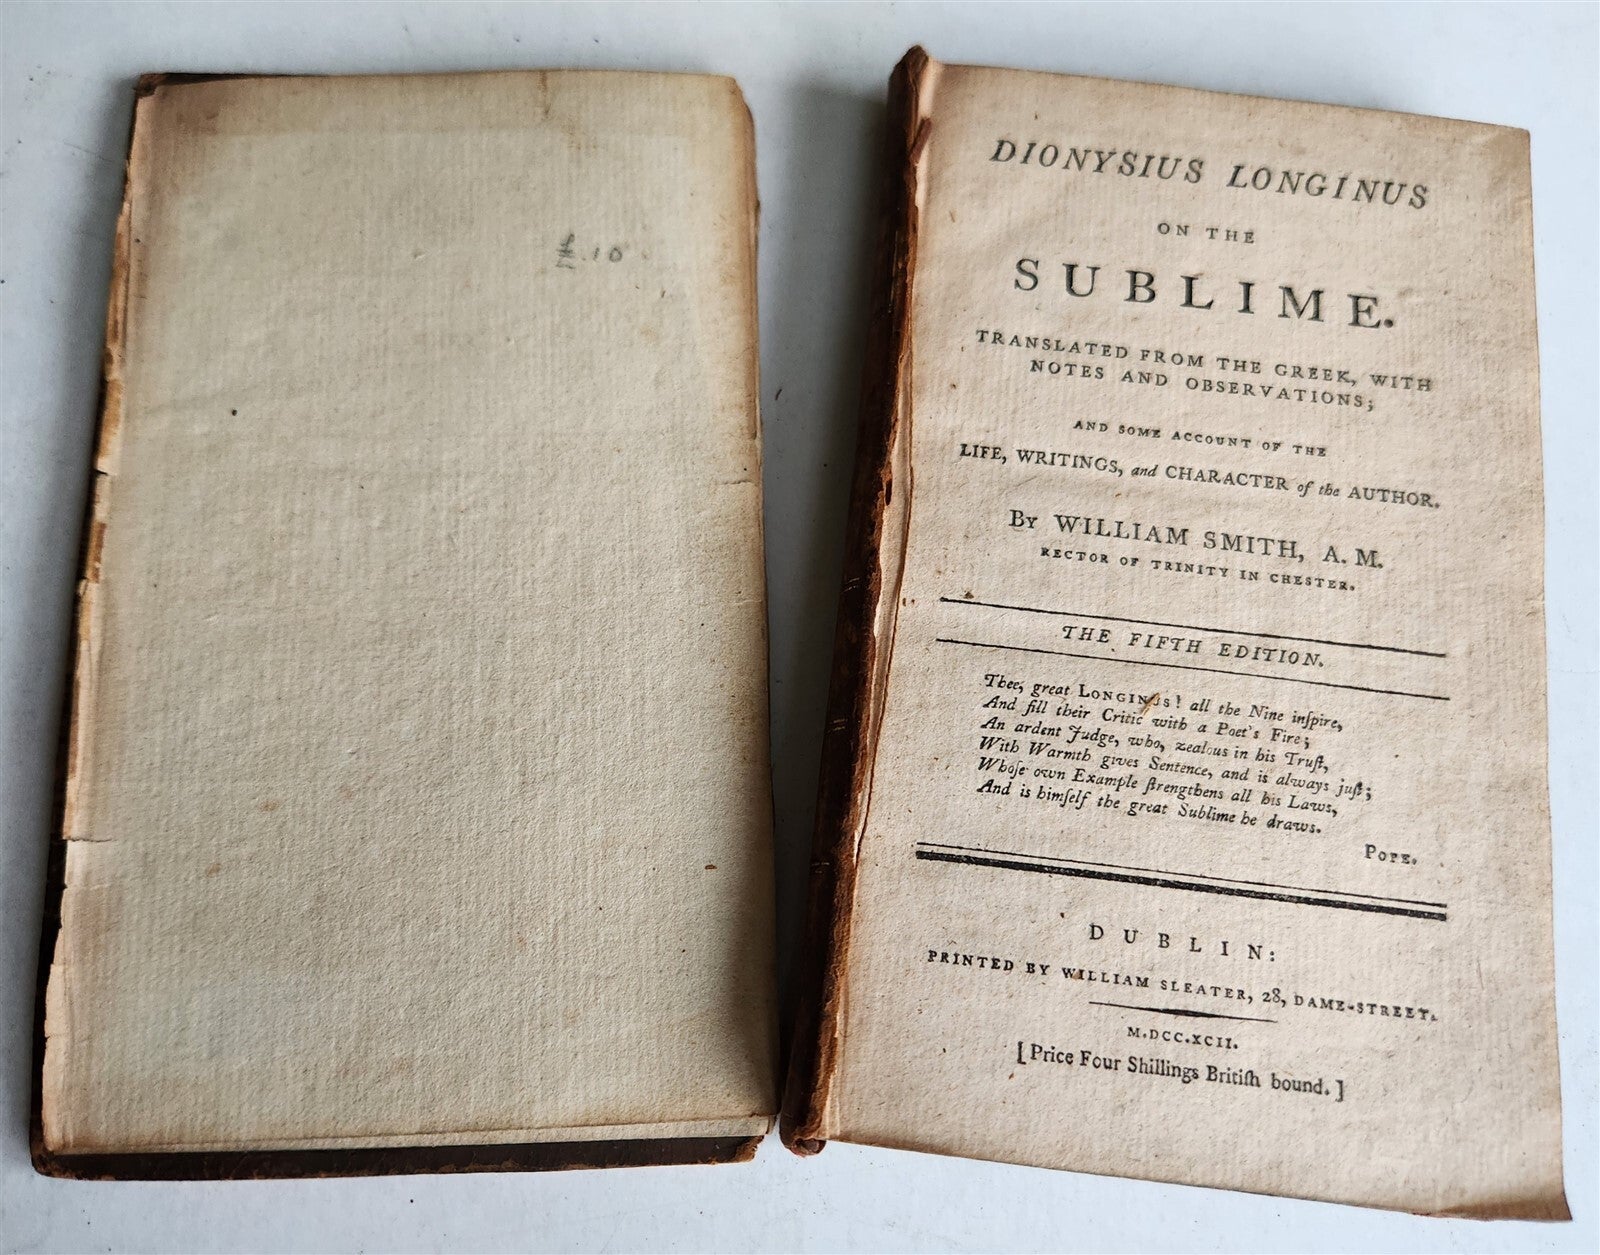 £.10
DIONYSIUS LONGINUS
ON THE
SUBLIME.
TRANSLATED FROM THE GREEK, WITH
NOTES AND OBSERVATIONS;
AND SOME ACCOUNT OF THE
LIFE, WRITINGS, and CHARACTER of the AUTHOR.
By WILLIAM SMITH, A. M.
RECTOR OF TRINITY IN CHESTER.
THE FIFTH EDITION.
Thee, great LONGINUS! all the Nine inſpire,
And fill their Critic with a Poet's Fire;
An ardent Judge, who, zealous in his Truſt,
With Warmth gives Sentence, and is always juſt;
Whoſe own Example ſtrengthens all his Laws,
And is himſelf the great Sublime he draws.
POPE.
DUBLIN:
PRINTED BY WILLIAM SLEATER, 28, DAME-STREET.
M.DCC.XCII.
[Price Four Shillings Britiſh bound.]